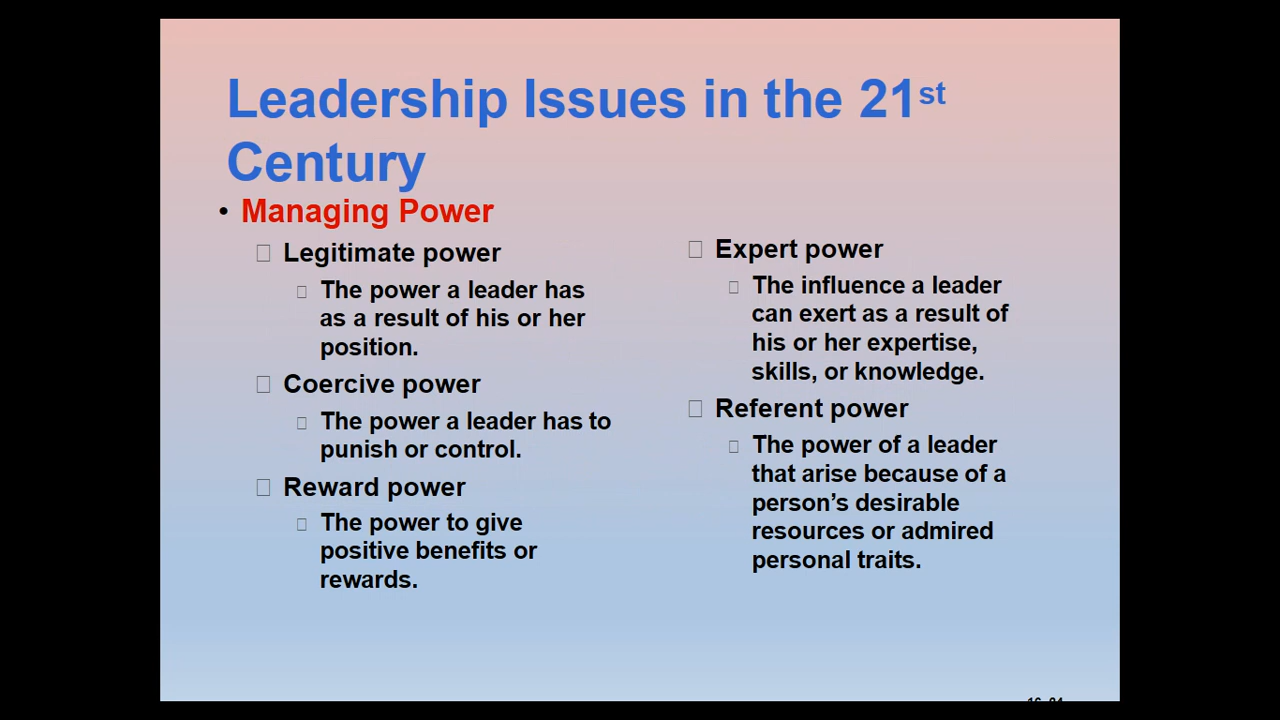 Leadership Issues in the 21st
Century
• Managing Power
Legitimate power
The power a leader has
as a result of his or her
position.
Coercive power
The power a leader has to
punish or control.
Reward power
The power to give
positive benefits or
rewards.
Expert power
The influence a leader
can exert as a result of
his or her expertise,
skills, or knowledge.
Referent power
The power of a leader
that arise because of a
person’s desirable
resources or admired
personal traits.